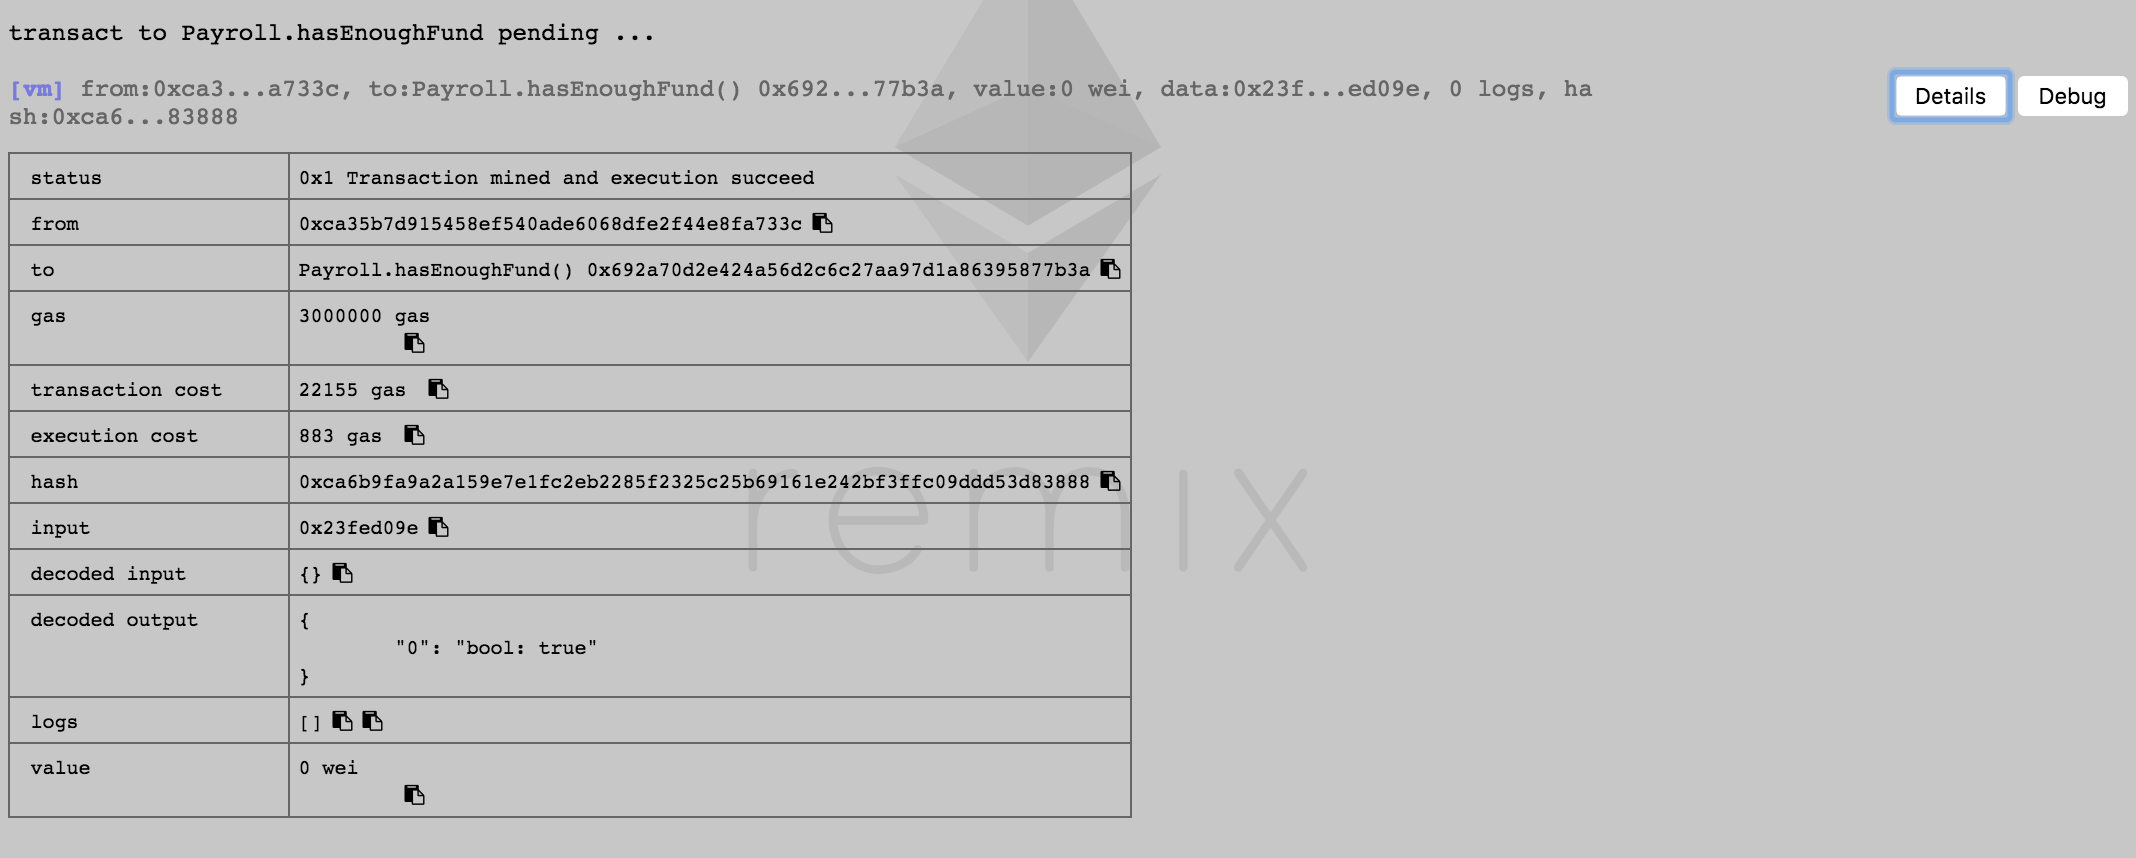 transact to Payroll.hasEnoughFund pending ...
[vm] from:0xca3...a733c, to:Payroll.hasEnoughFund() 0x692...77b3a, value:0 wei, data:0x23f...ed09e, 0 logs, ha
sh:0xca6...83888
Details Debug
status 0x1 Transaction mined and execution succeed
from 0xca35b7d915458ef540ade6068dfe2f44e8fa733c
to Payroll.hasEnoughFund() 0x692a70d2e424a56d2c6c27aa97d1a86395877b3a
gas 3000000 gas
transaction cost 22155 gas
execution cost 883 gas
hash 0xca6b9fa9a2a159e7e1fc2eb2285f2325c25b69161e242bf3ffc09ddd53d83888
input 0x23fed09e
decoded input {}
decoded output {
"0": "bool: true"
}
logs []
value 0 wei
remix